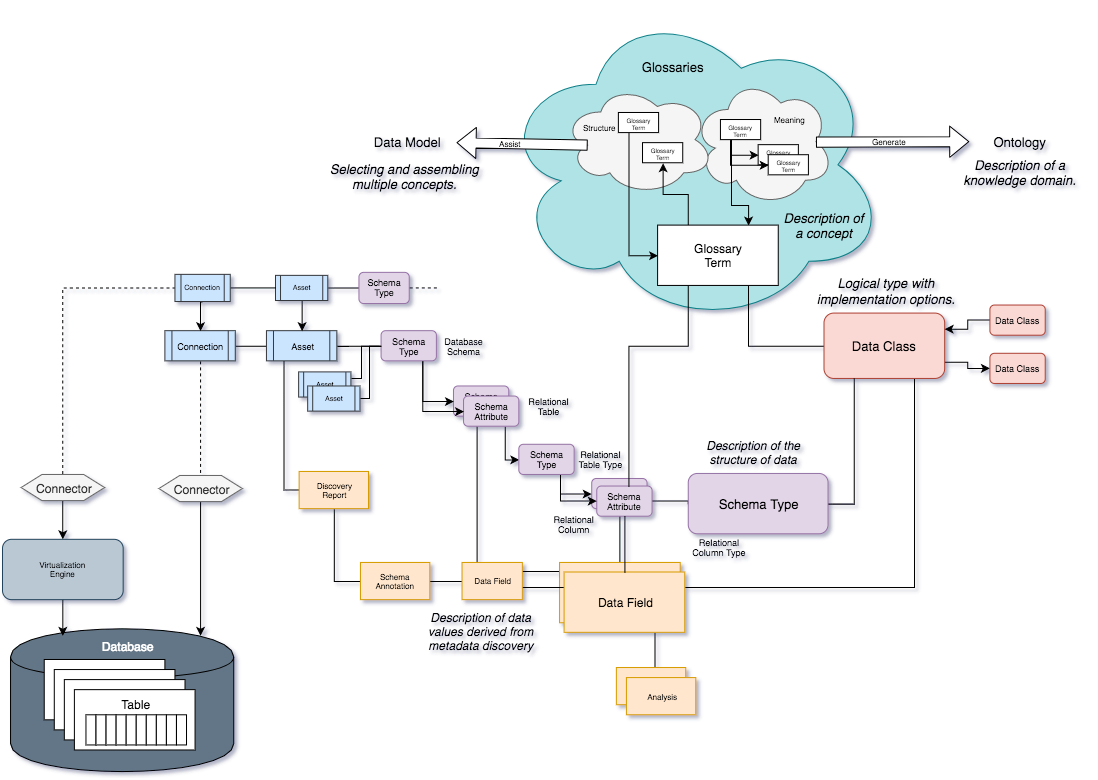 Glossaries
Structure
Glossary
Term
Glossary
Term
Glossary
Term
Meaning
Glossary
Glossary
Term
Data Model
Assist
Generate
Ontology
Selecting and assembling
multiple concepts.
Description of a
knowledge domain.
Description of
a concept
Glossary
Term
Connection
Asset
Schema
Type
Logical type with
implementation options.
Connection
Asset
Schema
Type
Database
Schema
Data Class
Data Class
Data Class
Asset
Asset
Schema
Schema
Attribute
Relational
Table
Schema
Type
Relational
Table Type
Description of the
structure of data
Connector
Connector
Discovery
Report
Schema
Attribute
Relational
Column
Schema Type
Relational
Column Type
Virtualization
Engine
Schema
Annotation
Data Field
Data Field
Description of data
values derived from
metadata discovery
Database
Table
Analysis